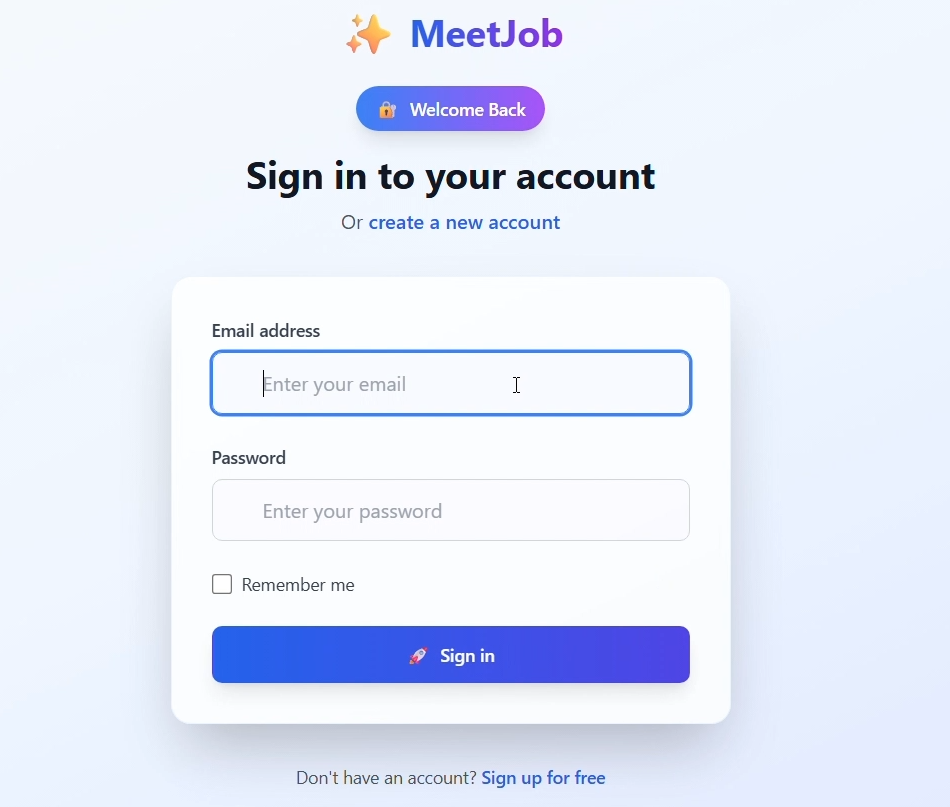 MeetJob
Welcome Back
Sign in to your account
Or create a new account
Email address
Enter your email
Password
Enter your password
Remember me
Sign in
Don't have an account? Sign up for free